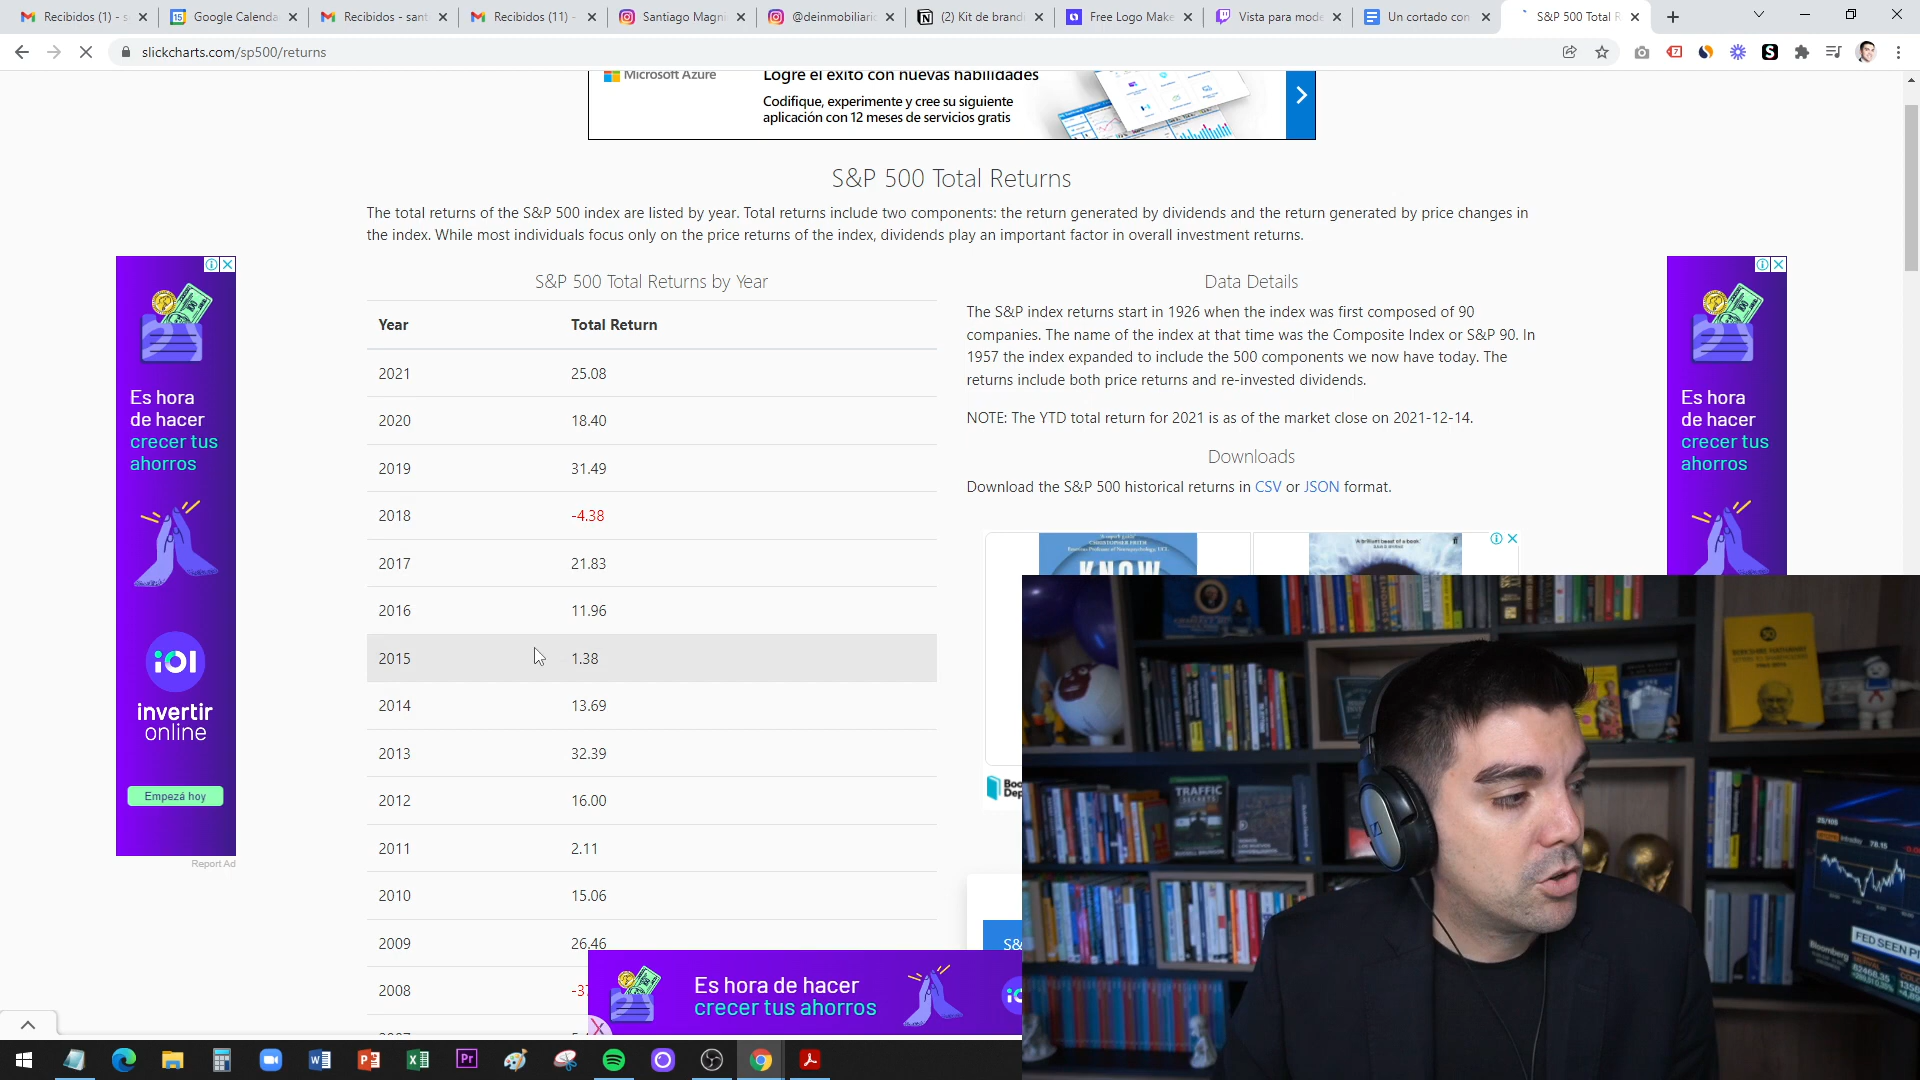 Recibidos (1) - s
Google Calenda
Recibidos - sant
Recibidos (11) -
Santiago Magni
@deinmobiliari
(2) Kit de brandi
Free Logo Make
Vista para mode
Un cortado con
S&P 500 Total R
slickcharts.com/sp500/returns
Microsoft Azure
Logre el éxito con nuevas habilidades
Codifique, experimente y cree su siguiente
aplicación con 12 meses de servicios gratis
S&P 500 Total Returns
The total returns of the S&P 500 index are listed by year. Total returns include two components: the return generated by dividends and the return generated by price changes in
the index. While most individuals focus only on the price returns of the index, dividends play an important factor in overall investment returns.
S&P 500 Total Returns by Year
Year Total Return
2021 25.08
2020 18.40
2019 31.49
2018 -4.38
2017 21.83
2016 11.96
2015 1.38
2014 13.69
2013 32.39
2012 16.00
2011 2.11
2010 15.06
2009 26.46
2008
Data Details
The S&P index returns start in 1926 when the index was first composed of 90
companies. The name of the index at that time was the Composite Index or S&P 90. In
1957 the index expanded to include the 500 components we now have today. The
returns include both price returns and re-invested dividends.
NOTE: The YTD total return for 2021 is as of the market close on 2021-12-14.
Downloads
Download the S&P 500 historical returns in CSV or JSON format.
KNOW
S&
Es hora
de hacer
crecer tus
ahorros
iol
invertir
online
Empezá hoy
Report Ad
Es hora
de hacer
crecer tus
ahorros
Es hora de hacer
crecer tus ahorros
TRAFFIC
SECRETS
78.15
FED SEEN
Bloomberg